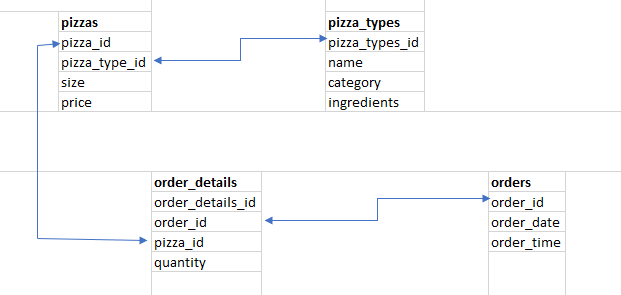 pizzas
pizza_id
pizza_type_id
size
price
pizza_types
pizza_types_id
name
category
ingredients
order_details
order_details_id
order_id
pizza_id
quantity
orders
order_id
order_date
order_time